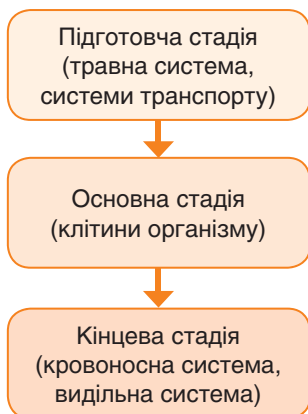 Підготовча стадія
(травна система,
системи транспорту)
Основна стадія
(клітини організму)
Кінцева стадія
(кровоносна система,
видільна система)